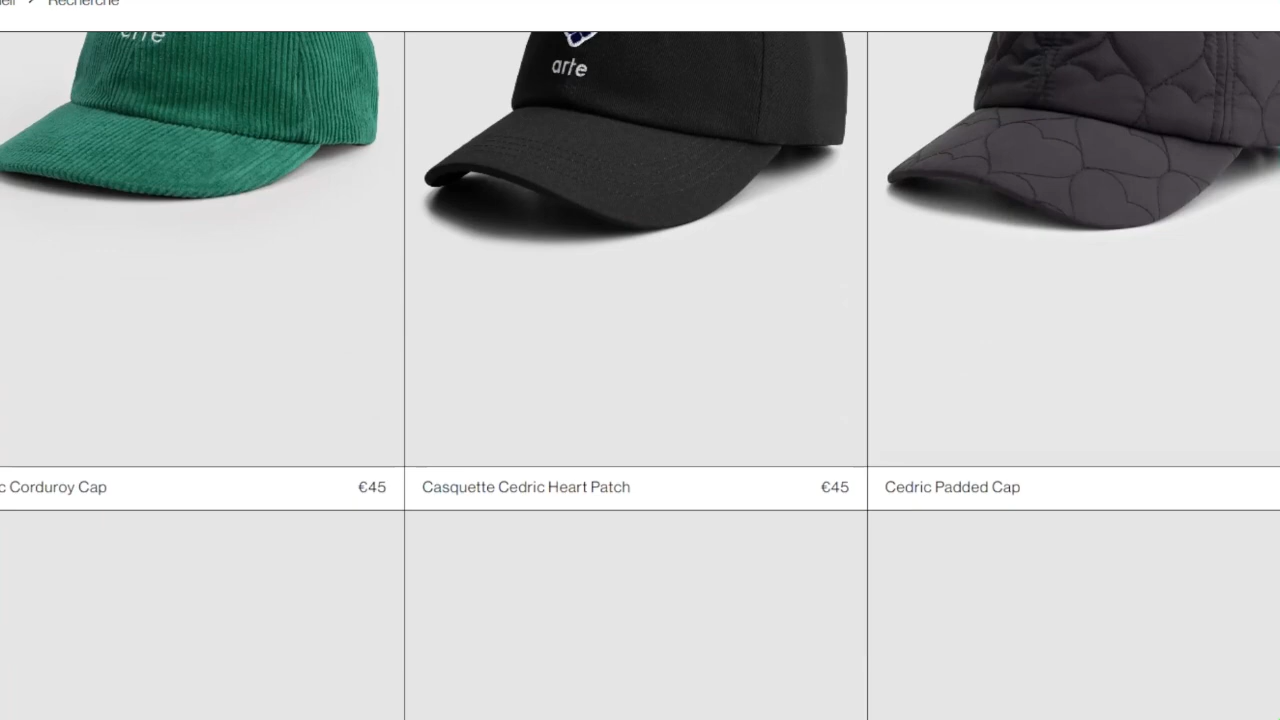 Recherche
arte
arte
c Corduroy Cap €45
Casquette Cedric Heart Patch €45
Cedric Padded Cap